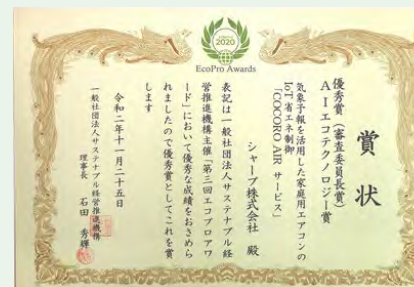 2020
EcoPro Awards
賞状
優秀賞（審査委員長賞）
ＡＩエコテクノロジー賞
気象予報を活用した家庭用エアコンの
IoT省エネ制御
「COCORO AIR サービス」
シャープ株式会社 殿
表記は一般社団法人サステナブル経
営推進機構主催「第三回エコプロアワ
ード」において優秀な成績をおさめら
れましたので優秀賞としてこれを賞
します
令和二年十一月二十五日
一般社団法人サステナブル経営推進機構
理事長 石田 秀輝